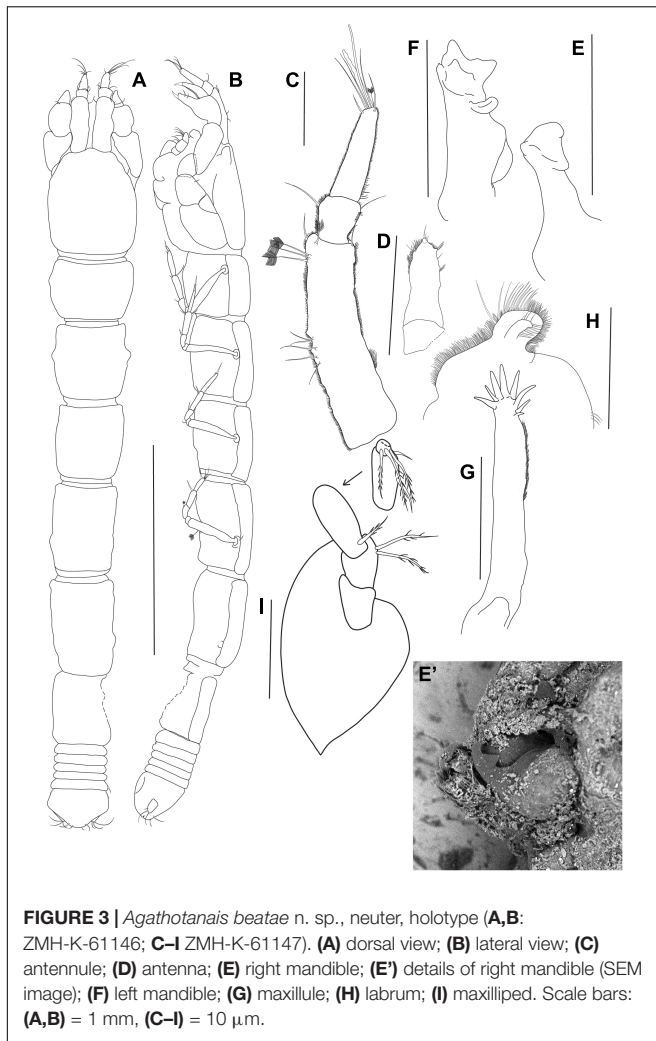 A
B
C
F
E
D
H
G
I
E'
FIGURE 3 | Agathotanais beatae n. sp., neuter, holotype (A,B:
ZMH-K-61146; C–I ZMH-K-61147). (A) dorsal view; (B) lateral view; (C)
antennule; (D) antenna; (E) right mandible; (E') details of right mandible (SEM
image); (F) left mandible; (G) maxillule; (H) labrum; (I) maxilliped. Scale bars:
(A,B) = 1 mm, (C–I) = 10 μm.